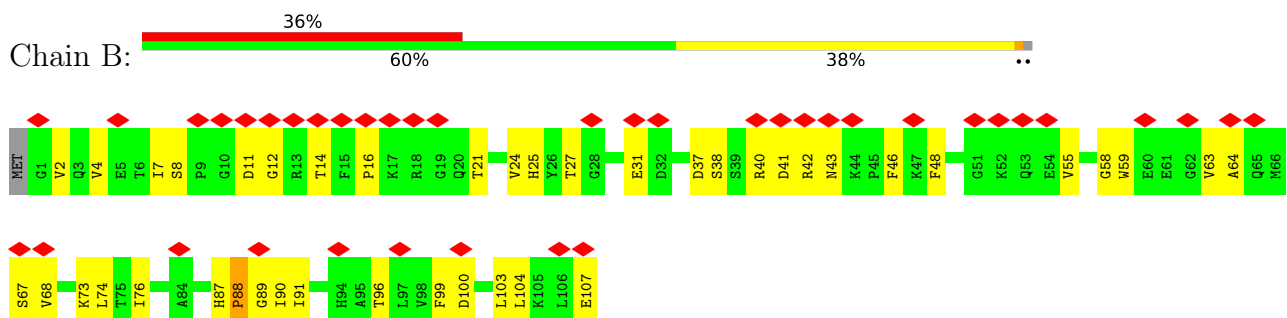 36%
Chain B:
60% 38% ••
MET G1 V2 Q3 V4 E5 T6 I7 S8 P9 G10 D11 G12 R13 T14 F15 P16 K17 R18 G19 Q20 T21 V24 H25 Y26 T27 G28 E31 D32 D37 S38 S39 R40 D41 R42 N43 K44 P45 F46 K47 F48 G51 K52 Q53 E54 V55 G58 W59 E60 E61 G62 V63 A64 Q65 M66
S67 V68 K73 L74 T75 I76 A84 H87 P88 G89 I90 I91 H94 A95 T96 L97 V98 F99 D100 L103 L104 K105 L106 E107